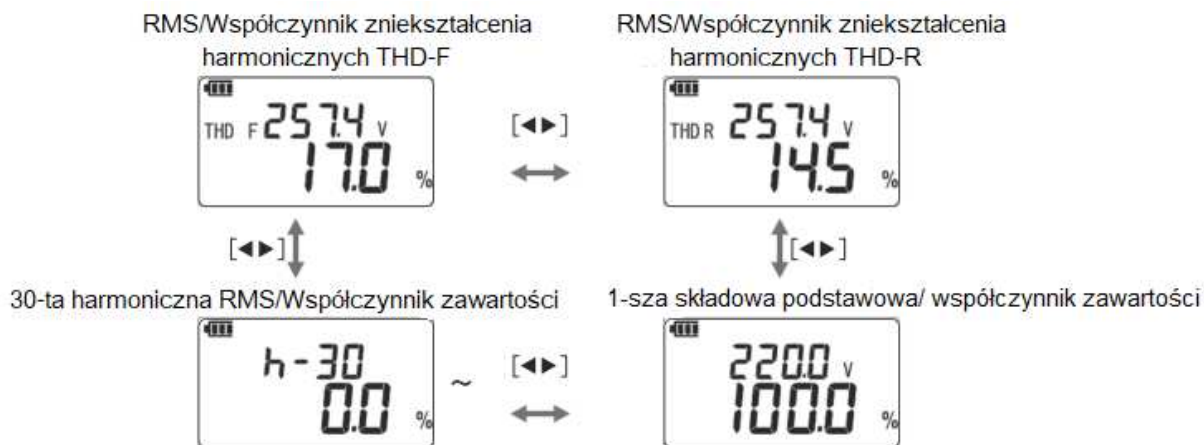 RMS/Współczynnik zniekształcenia
harmonicznych THD-F
RMS/Współczynnik zniekształcenia
harmonicznych THD-R
THD F 257.4 V
17.0 %
[◄►]
THD R 257.4 V
14.5 %
[◄►]
[◄►]
30-ta harmoniczna RMS/Współczynnik zawartości
1-sza składowa podstawowa/ współczynnik zawartości
h-30
0.0 %
~
[◄►]
220.0 V
100.0 %